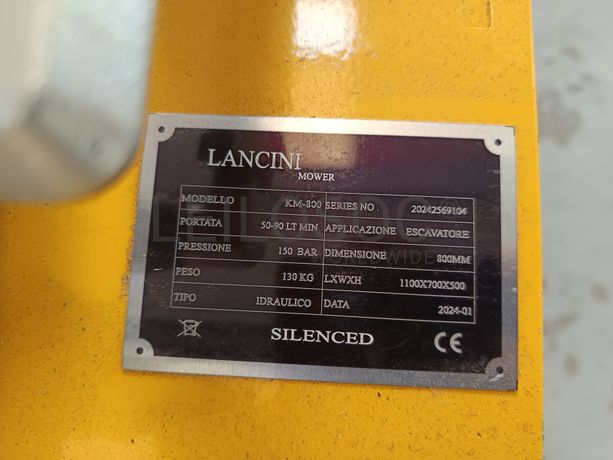 LANCINI
MOWER
MODELLO KM-800 SERIES NO. 20242569104
PORTATA 50-90 LT MIN APPLICAZIONE ESCAVATORE
PRESSIONE 150 BAR DIMENSIONE 800MM
PESO 130 KG LXWXH 1100X700X500
TIPO IDRAULICO DATA 2024-01
SILENCED CE